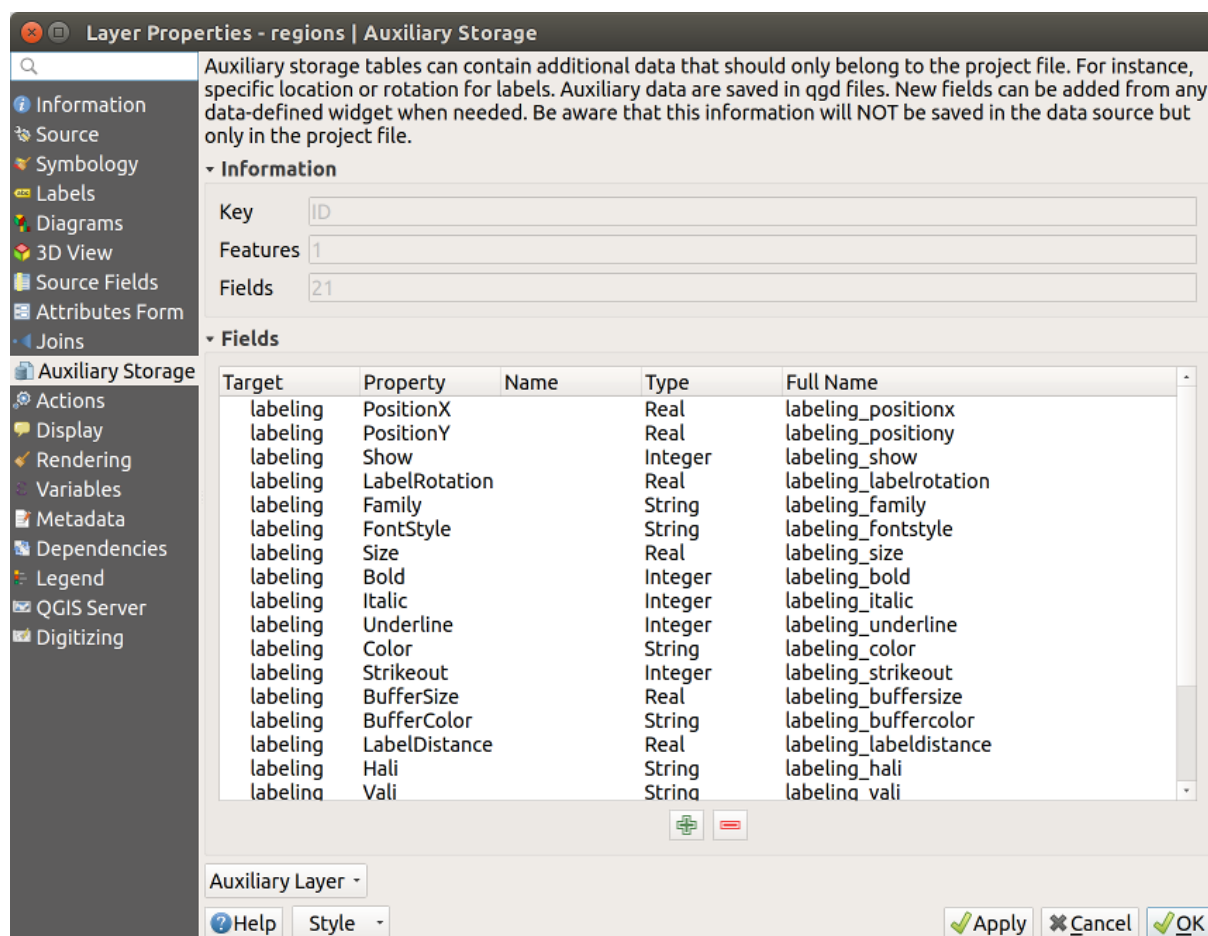 Layer Properties - regions | Auxiliary Storage
Information
Source
Symbology
Labels
Diagrams
3D View
Source Fields
Attributes Form
Joins
Auxiliary Storage
Actions
Display
Rendering
Variables
Metadata
Dependencies
Legend
QGIS Server
Digitizing
Auxiliary storage tables can contain additional data that should only belong to the project file. For instance,
specific location or rotation for labels. Auxiliary data are saved in qgd files. New fields can be added from any
data-defined widget when needed. Be aware that this information will NOT be saved in the data source but
only in the project file.
Information
Key ID
Features 1
Fields 21
Fields
Target Property Name Type Full Name
labeling PositionX Real labeling_positionx
labeling PositionY Real labeling_positiony
labeling Show Integer labeling_show
labeling LabelRotation Real labeling_labelrotation
labeling Family String labeling_family
labeling FontStyle String labeling_fontstyle
labeling Size Real labeling_size
labeling Bold Integer labeling_bold
labeling Italic Integer labeling_italic
labeling Underline Integer labeling_underline
labeling Color String labeling_color
labeling Strikeout Integer labeling_strikeout
labeling BufferSize Real labeling_buffersize
labeling BufferColor String labeling_buffercolor
labeling LabelDistance Real labeling_labeldistance
labeling Hali String labeling_hali
labeling Vali String labeling_vali
Auxiliary Layer
Help Style Apply Cancel OK